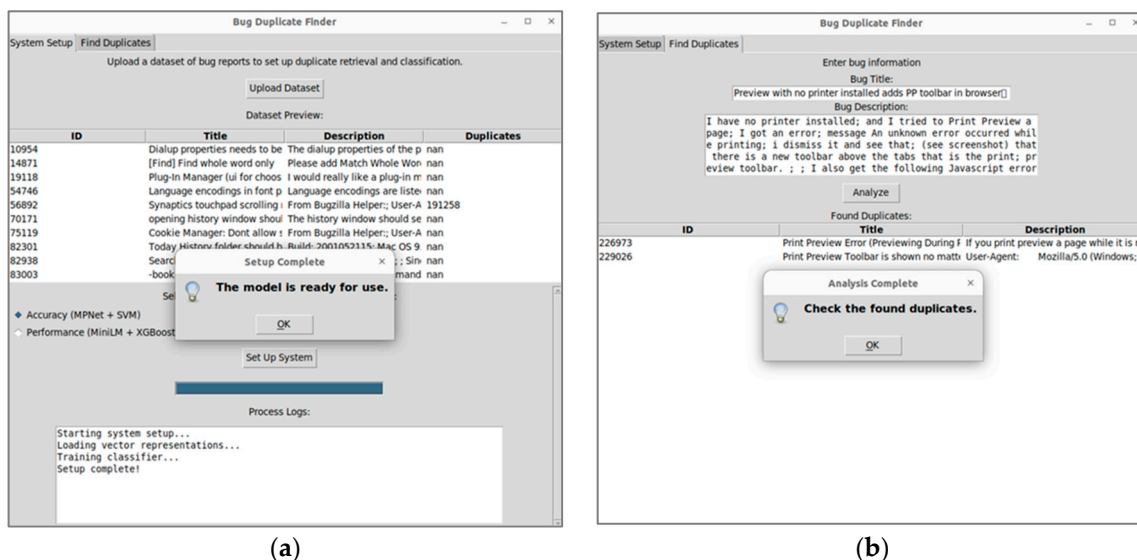 Bug Duplicate Finder
System Setup Find Duplicates
Upload a dataset of bug reports to set up duplicate retrieval and classification.
Upload Dataset
Dataset Preview:
ID Title Description Duplicates
10954 Dialup properties needs to be The dialup properties of the p nan
14871 [Find] Find whole word only Please add Match Whole Wor nan
19118 Plug-In Manager (ui for choos I would really like a plug-in m nan
54746 Language encodings in font p Language encodings are liste nan
56892 Synaptics touchpad scrolling From Bugzilla Helper:; User-A 191258
70171 opening history window shoul The history window should se nan
75119 Cookie Manager: Dont allow s From Bugzilla Helper:; User-A nan
82301 Today History folder should b Build: 2001052115; Mac OS 9. nan
82938 Searc ; ; Sin nan
83003 -book mand nan
Setup Complete
The model is ready for use.
OK
Se :
Accuracy (MPNet + SVM)
Performance (MiniLM + XGBoost
Set Up System
Process Logs:
Starting system setup...
Loading vector representations...
Training classifier...
Setup complete!
(a)
Bug Duplicate Finder
System Setup Find Duplicates
Enter bug information
Bug Title:
Preview with no printer installed adds PP toolbar in browser
Bug Description:
I have no printer installed; and I tried to Print Preview a
page; I got an error; message An unknown error occurred whil
e printing; i dismiss it and see that; (see screenshot) that
there is a new toolbar above the tabs that is the print; pr
eview toolbar. ; ; I also get the following Javascript error
Analyze
Found Duplicates:
ID Title Description
226973 Print Preview Error (Previewing During F If you print preview a page while it is
229026 Print Preview Toolbar is shown no matt User-Agent: Mozilla/5.0 (Windows;
Analysis Complete
Check the found duplicates.
OK
(b)